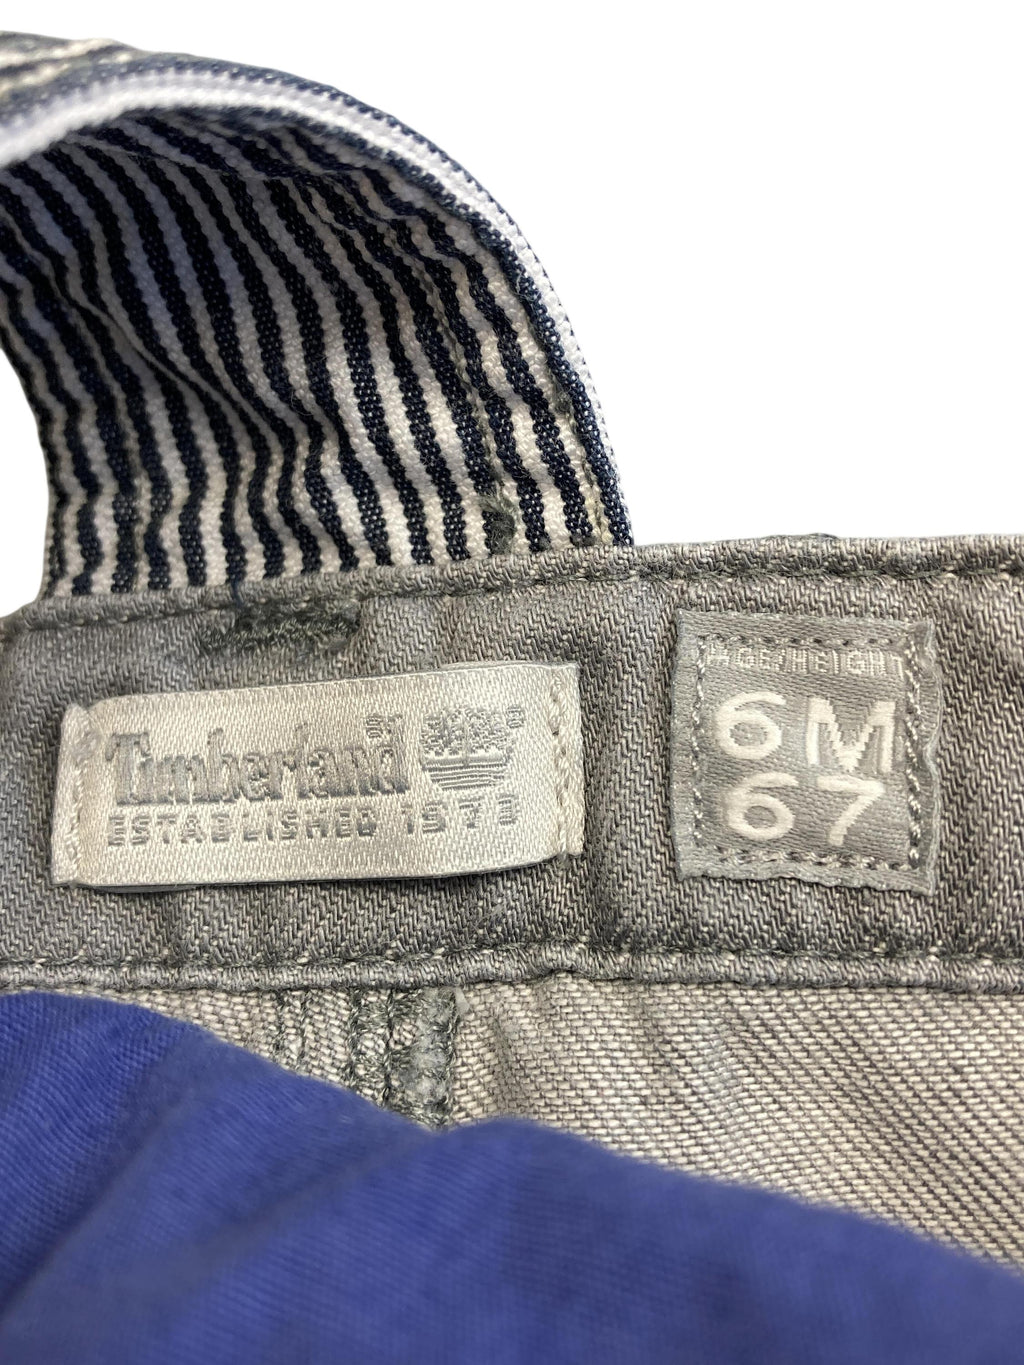 Timberland®
ESTABLISHED 1973
AGE/HEIGHT
6M
67